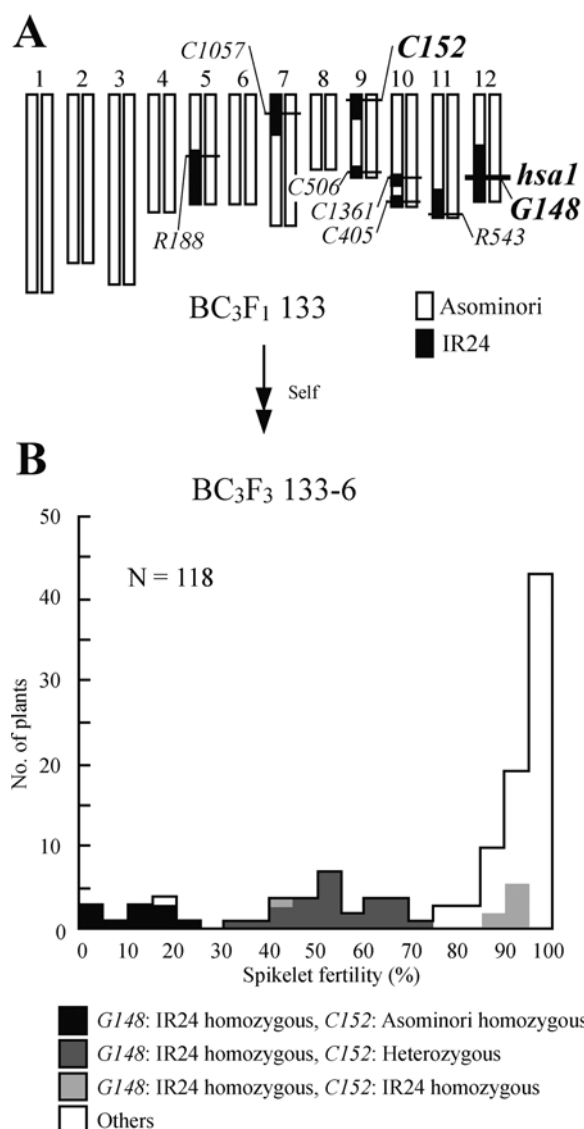 A
C1057
C152
1 2 3 4 5 6 7 8 9 10 11 12
C506
hsa1
C1361
G148
C405
R188
R543
BC₃F₁ 133
Asominori
IR24
Self
B
BC₃F₃ 133-6
50
N = 118
40
30
20
10
0
No. of plants
0 10 20 30 40 50 60 70 80 90 100
Spikelet fertility (%)
G148: IR24 homozygous, C152: Asominori homozygous
G148: IR24 homozygous, C152: Heterozygous
G148: IR24 homozygous, C152: IR24 homozygous
Others